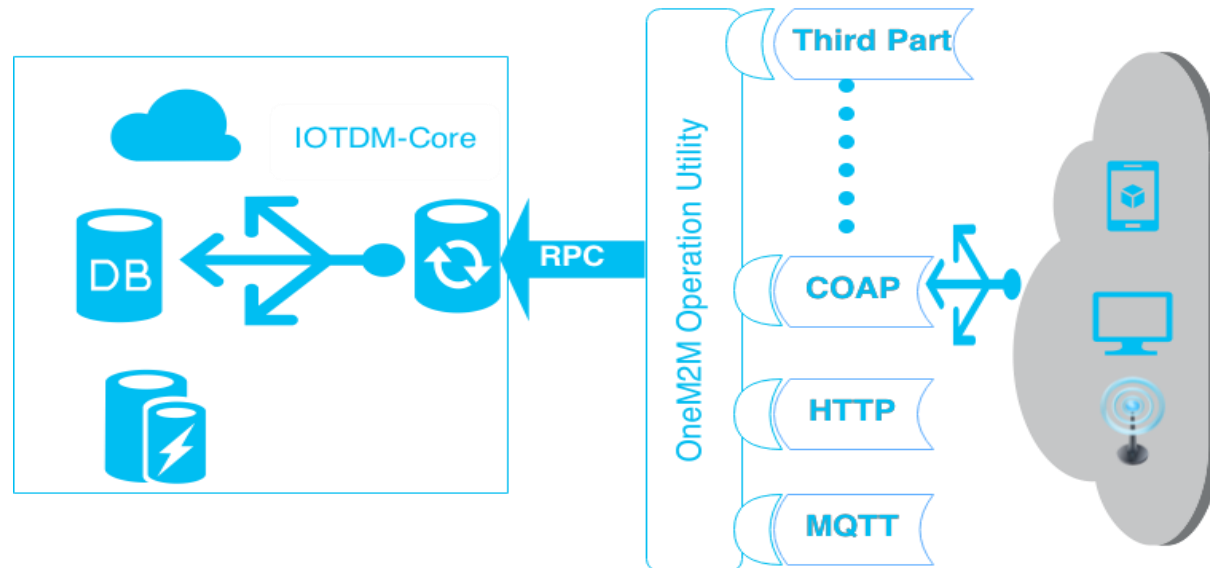 IOTDM-Core
DB
RPC
OneM2M Operation Utility
Third Part
COAP
HTTP
MQTT